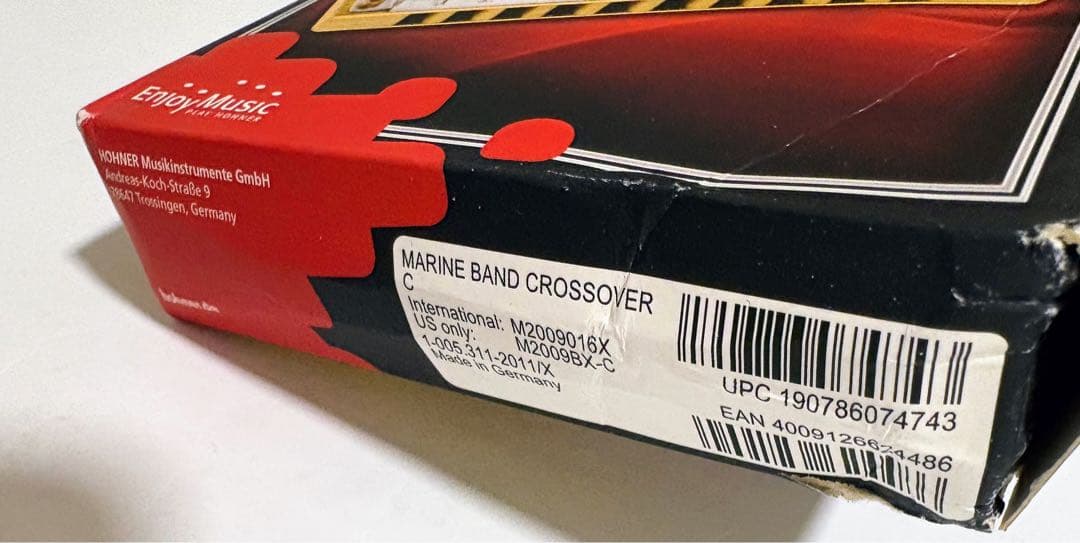 Enjoy Music
PLAY HOHNER
HOHNER Musikinstrumente GmbH
Andreas-Koch-Straße 9
78647 Trossingen, Germany
MARINE BAND CROSSOVER
C
International: M2009016X
US only: M2009BX-C
1-005.311-2011/X
Made in Germany
UPC 190786074743
EAN 4009126624486